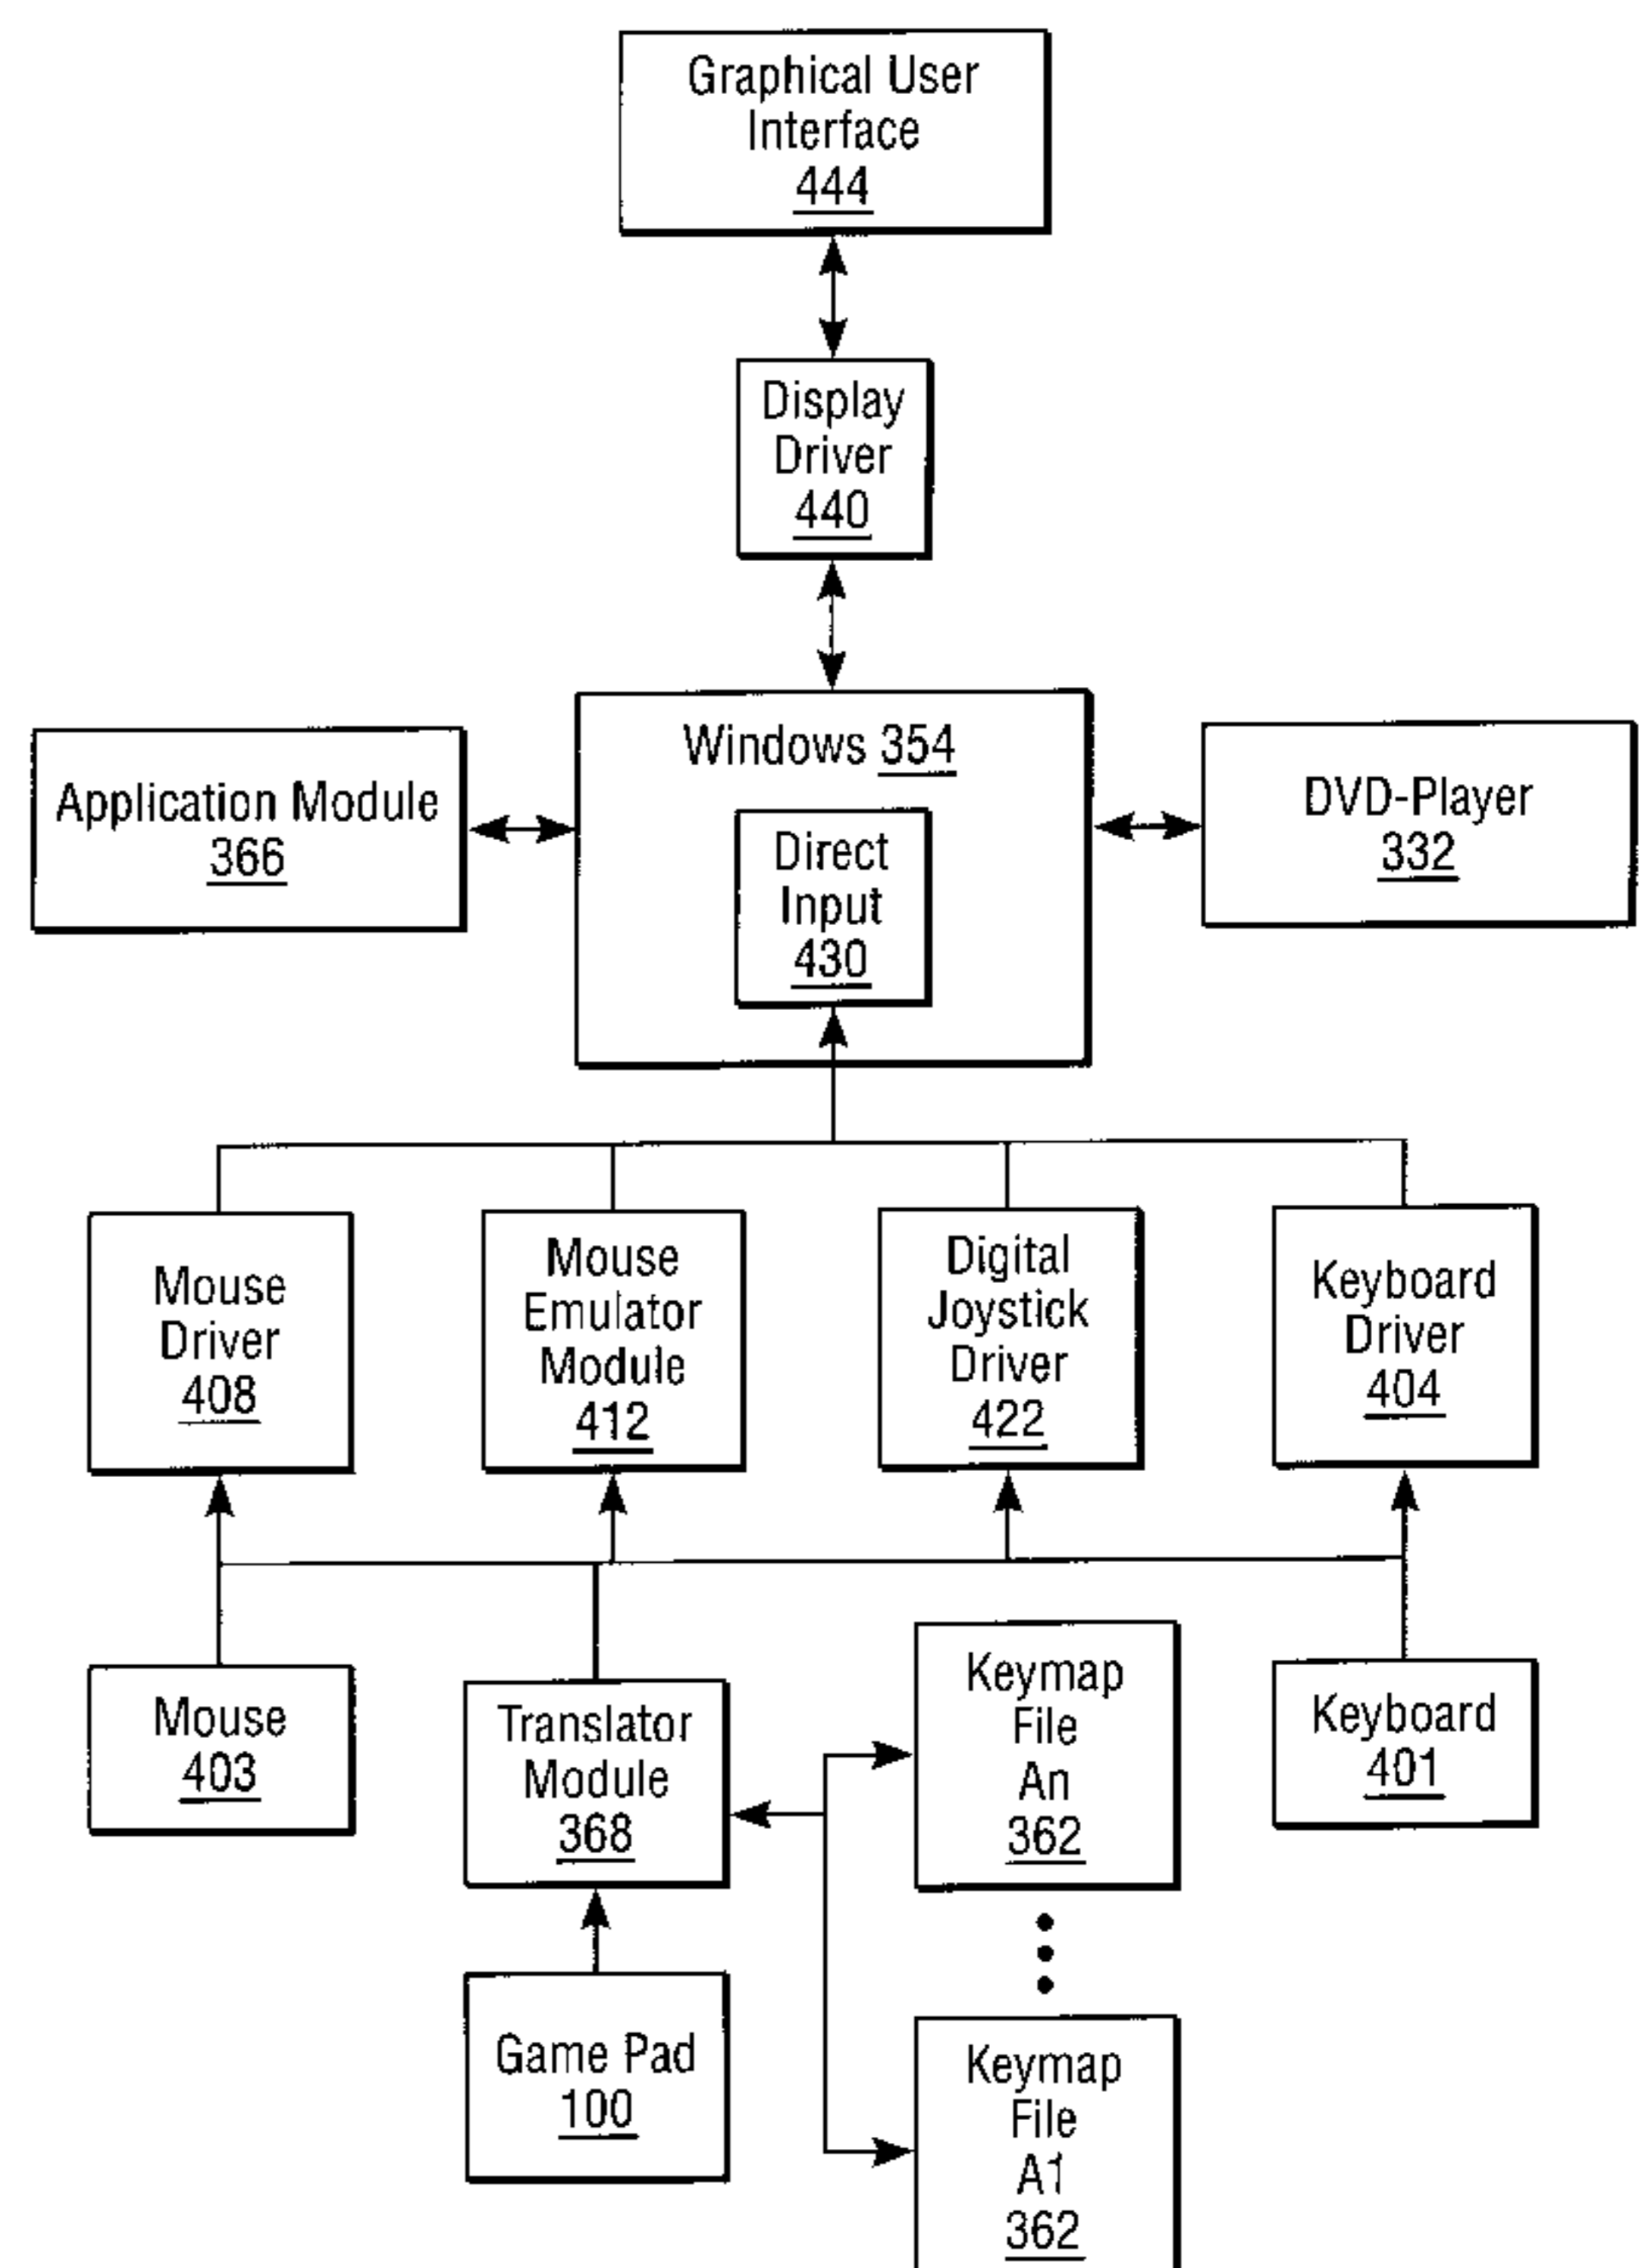 Graphical User
Interface
444
Display
Driver
440
Windows 354
Application Module
366
Direct
Input
430
DVD-Player
332
Mouse
Driver
408
Mouse
Emulator
Module
412
Digital
Joystick
Driver
422
Keyboard
Driver
404
Mouse
403
Translator
Module
368
Keymap
File
An
362
Keyboard
401
Game Pad
100
Keymap
File
A1
362